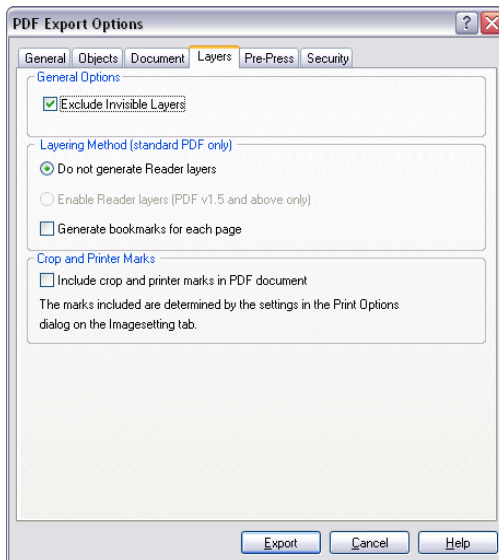 PDF Export Options
General Objects Document Layers Pre-Press Security
General Options
Exclude Invisible Layers
Layering Method (standard PDF only)
Do not generate Reader layers
Enable Reader layers (PDF v1.5 and above only)
Generate bookmarks for each page
Crop and Printer Marks
Include crop and printer marks in PDF document
The marks included are determined by the settings in the Print Options
dialog on the Imagesetting tab.
Export Cancel Help